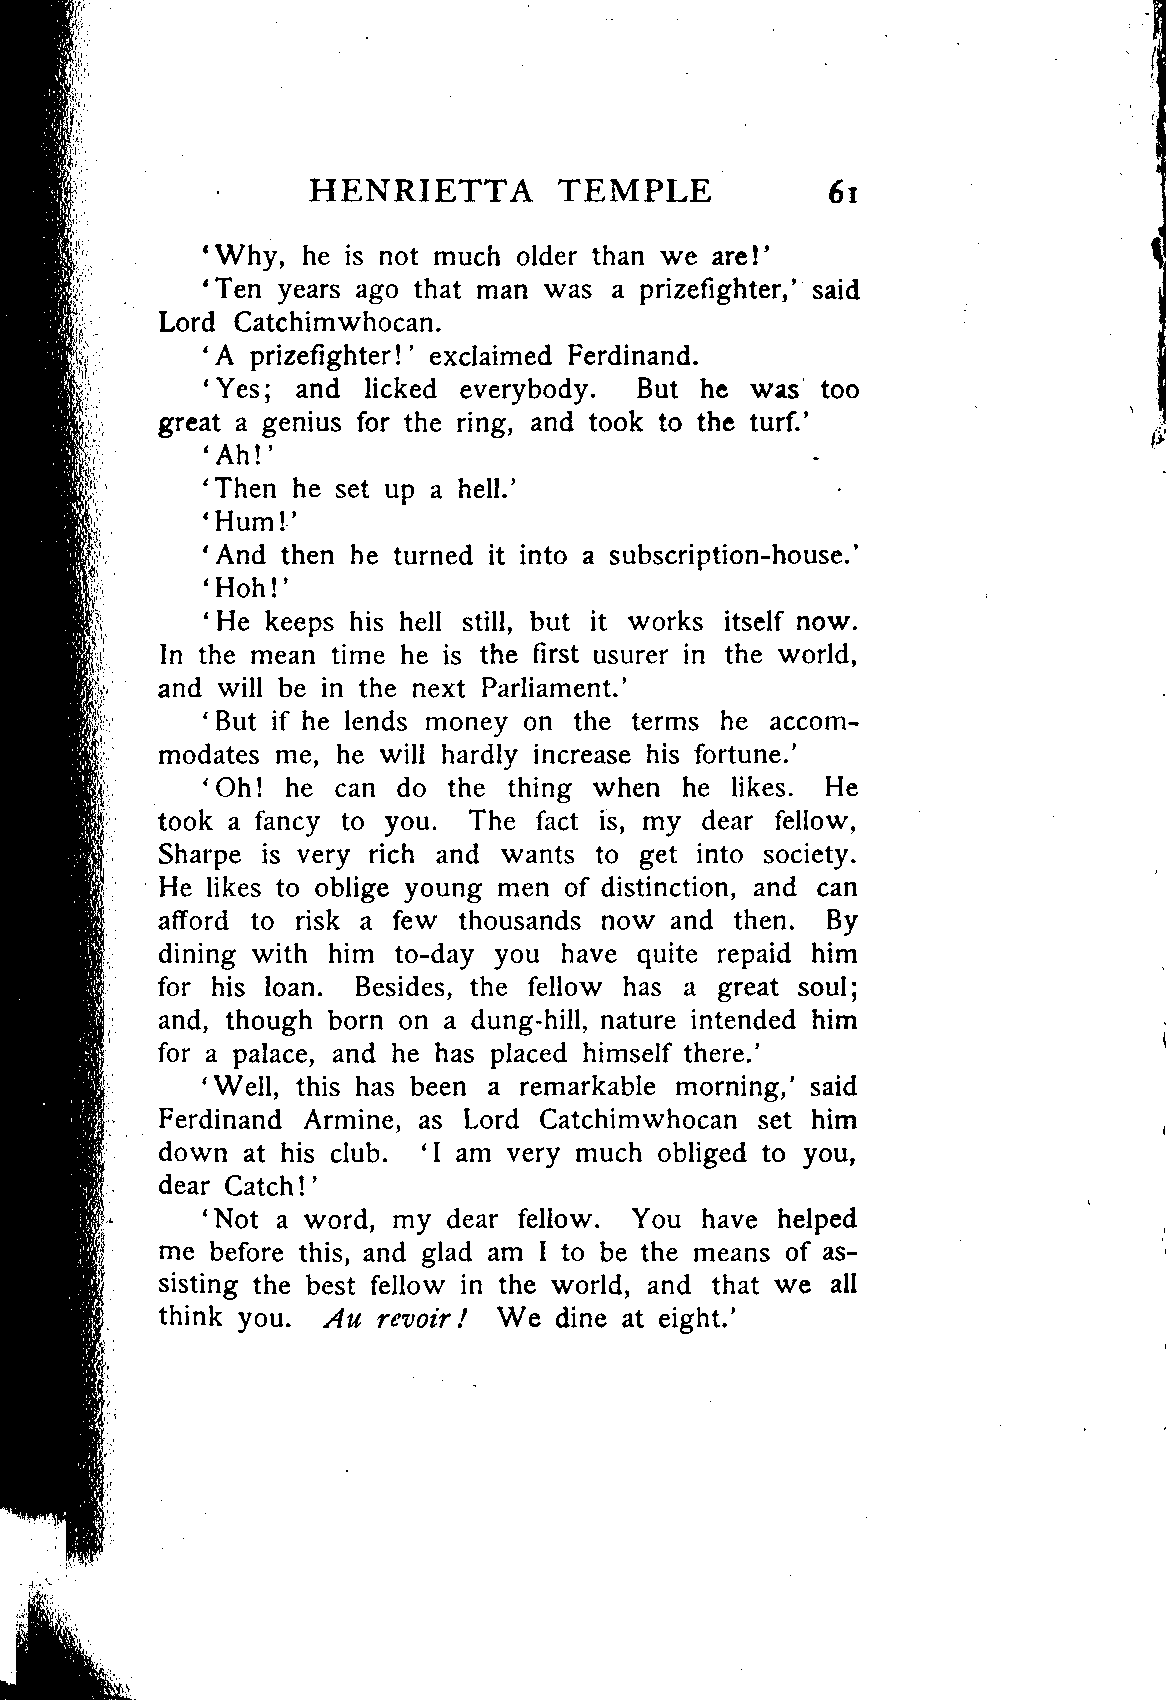 HENRIETTA TEMPLE 61
‘Why, he is not much older than we are!’
‘Ten years ago that man was a prizefighter,’ said
Lord Catchimwhocan.
‘A prizefighter!’ exclaimed Ferdinand.
‘Yes; and licked everybody. But he was too
great a genius for the ring, and took to the turf.’
‘Ah!’
‘Then he set up a hell.’
‘Hum!’
‘And then he turned it into a subscription-house.’
‘Hoh!’
‘He keeps his hell still, but it works itself now.
In the mean time he is the first usurer in the world,
and will be in the next Parliament.’
‘But if he lends money on the terms he accom-
modates me, he will hardly increase his fortune.’
‘Oh! he can do the thing when he likes. He
took a fancy to you. The fact is, my dear fellow,
Sharpe is very rich and wants to get into society.
He likes to oblige young men of distinction, and can
afford to risk a few thousands now and then. By
dining with him to-day you have quite repaid him
for his loan. Besides, the fellow has a great soul;
and, though born on a dung-hill, nature intended him
for a palace, and he has placed himself there.’
‘Well, this has been a remarkable morning,’ said
Ferdinand Armine, as Lord Catchimwhocan set him
down at his club. ‘I am very much obliged to you,
dear Catch!’
‘Not a word, my dear fellow. You have helped
me before this, and glad am I to be the means of as-
sisting the best fellow in the world, and that we all
think you. Au revoir! We dine at eight.’